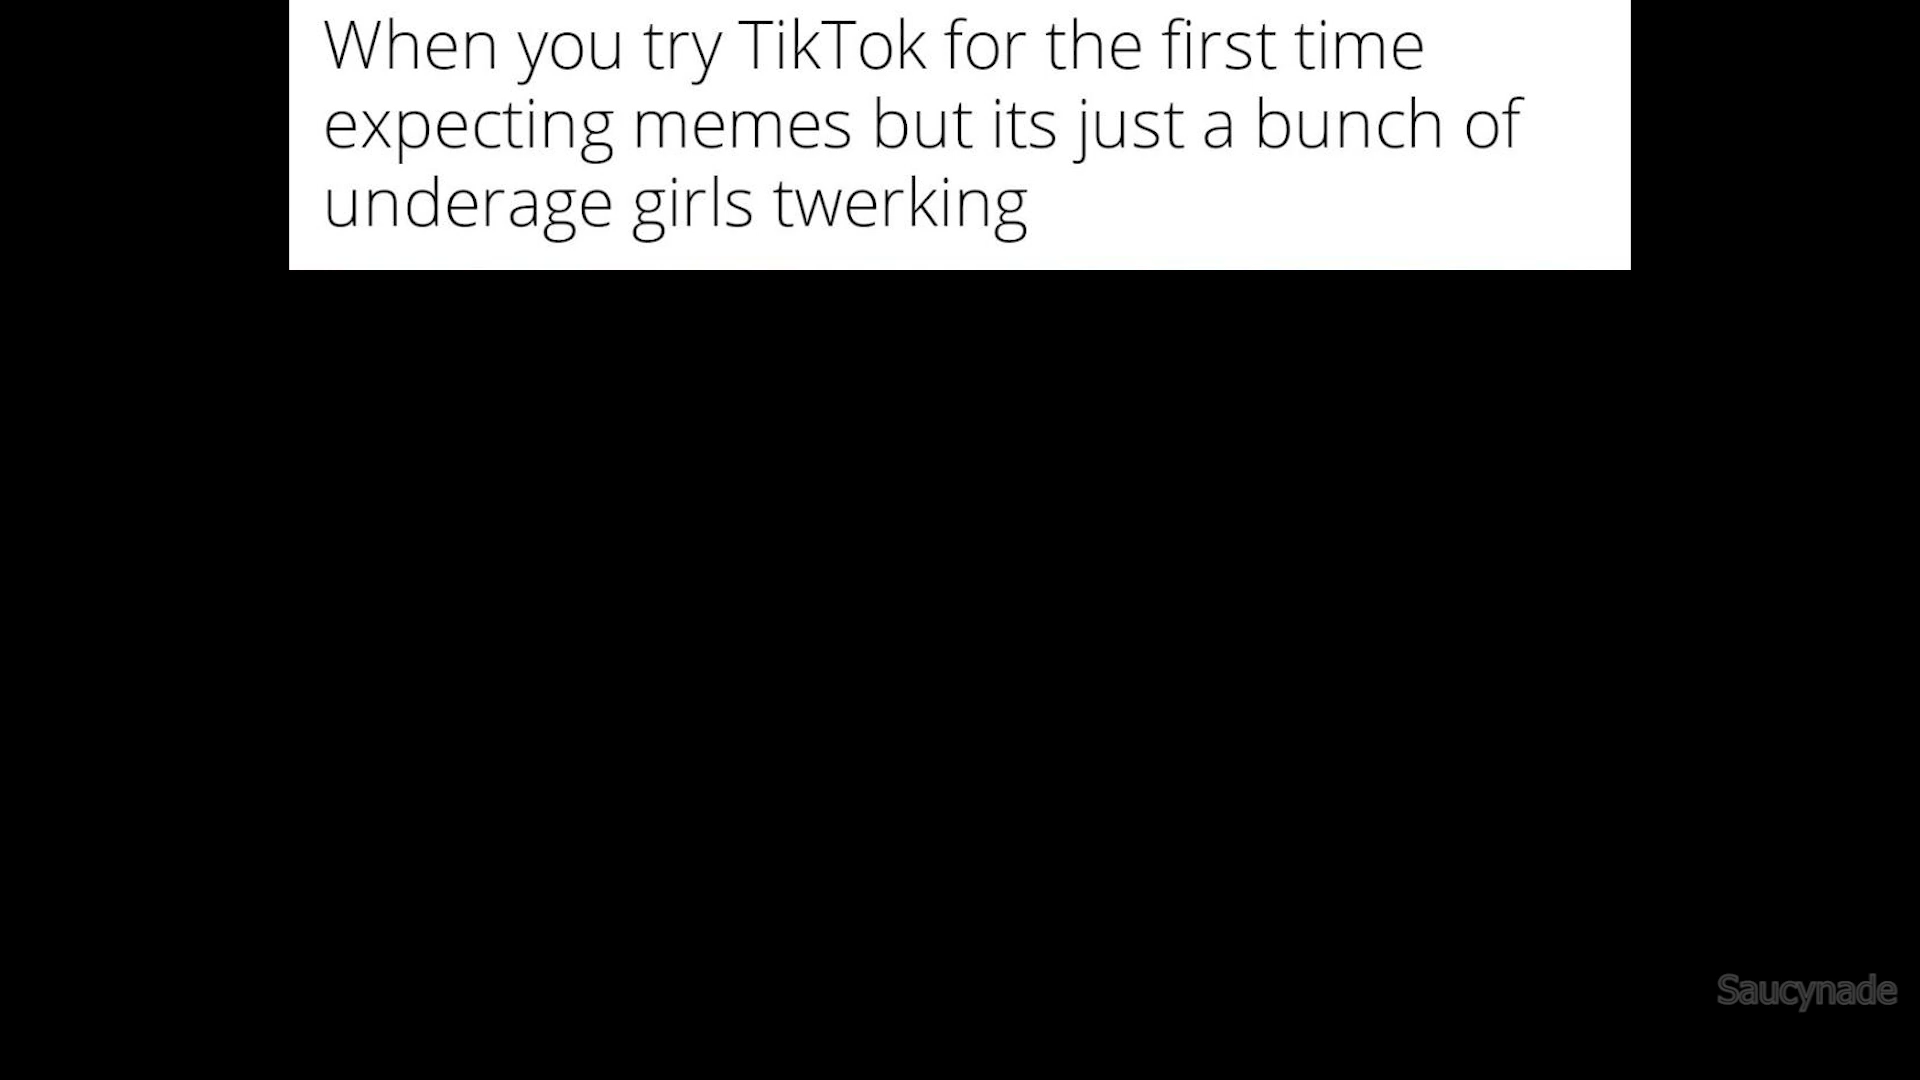 When you try TikTok for the first time
expecting memes but its just a bunch of
underage girls twerking
Saucynade